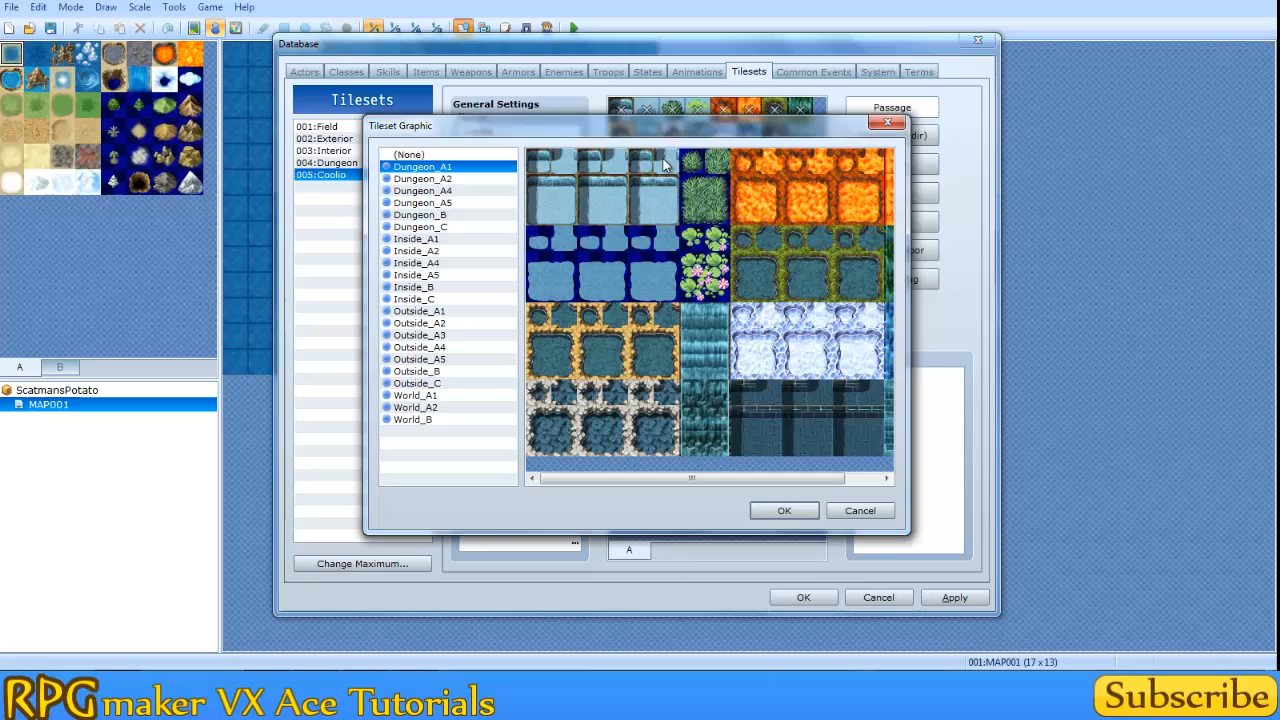 File Edit Mode Draw Scale Tools Game Help
Database
Actors Classes Skills Items Weapons Armors Enemies Troops States Animations Tilesets Common Events System Terms
Tilesets
General Settings
Passage
001:Field
002:Exterior
003:Interior
004:Dungeon
005:Coolio
Tileset Graphic
(None)
Dungeon_A1
Dungeon_A2
Dungeon_A4
Dungeon_A5
Dungeon_B
Dungeon_C
Inside_A1
Inside_A2
Inside_A4
Inside_A5
Inside_B
Inside_C
Outside_A1
Outside_A2
Outside_A3
Outside_A4
Outside_A5
Outside_B
Outside_C
World_A1
World_A2
World_B
OK Cancel
A B
ScatmansPotato
MAP001
A
Change Maximum...
OK Cancel Apply
001:MAP001 (17 x 13)
RPG maker VX Ace Tutorials
Subscribe